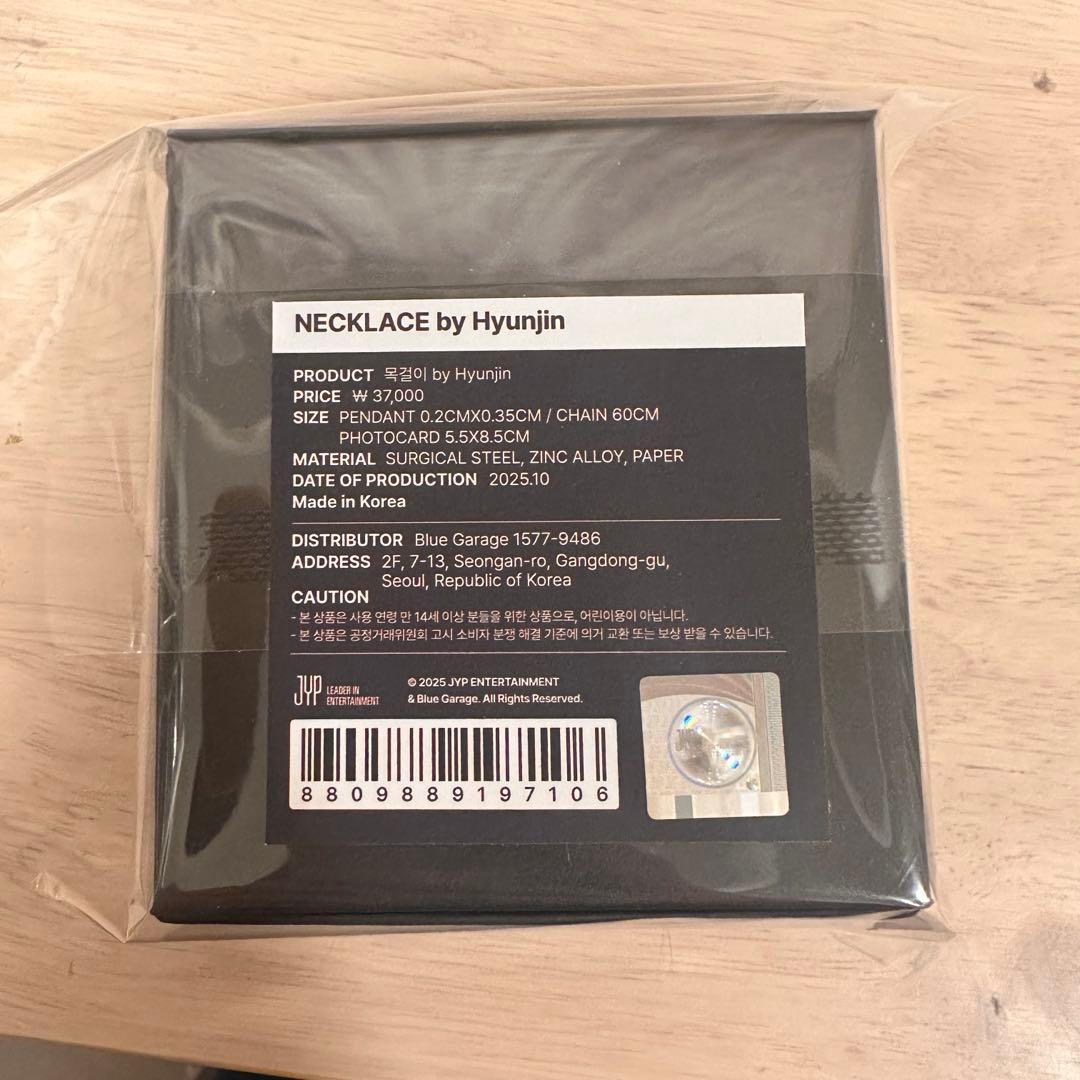 NECKLACE by Hyunjin
PRODUCT 목걸이 by Hyunjin
PRICE ₩ 37,000
SIZE PENDANT 0.2CMX0.35CM / CHAIN 60CM
PHOTOCARD 5.5X8.5CM
MATERIAL SURGICAL STEEL, ZINC ALLOY, PAPER
DATE OF PRODUCTION 2025.10
Made in Korea
DISTRIBUTOR Blue Garage 1577-9486
ADDRESS 2F, 7-13, Seongan-ro, Gangdong-gu,
Seoul, Republic of Korea
CAUTION
- 본 상품은 사용 연령 만 14세 이상 분들을 위한 상품으로, 어린이용이 아닙니다.
- 본 상품은 공정거래위원회 고시 소비자 분쟁 해결 기준에 의거 교환 또는 보상 받을 수 있습니다.
JYP LEADER IN
ENTERTAINMENT
© 2025 JYP ENTERTAINMENT
& Blue Garage. All Rights Reserved.
8809889197106
JYP